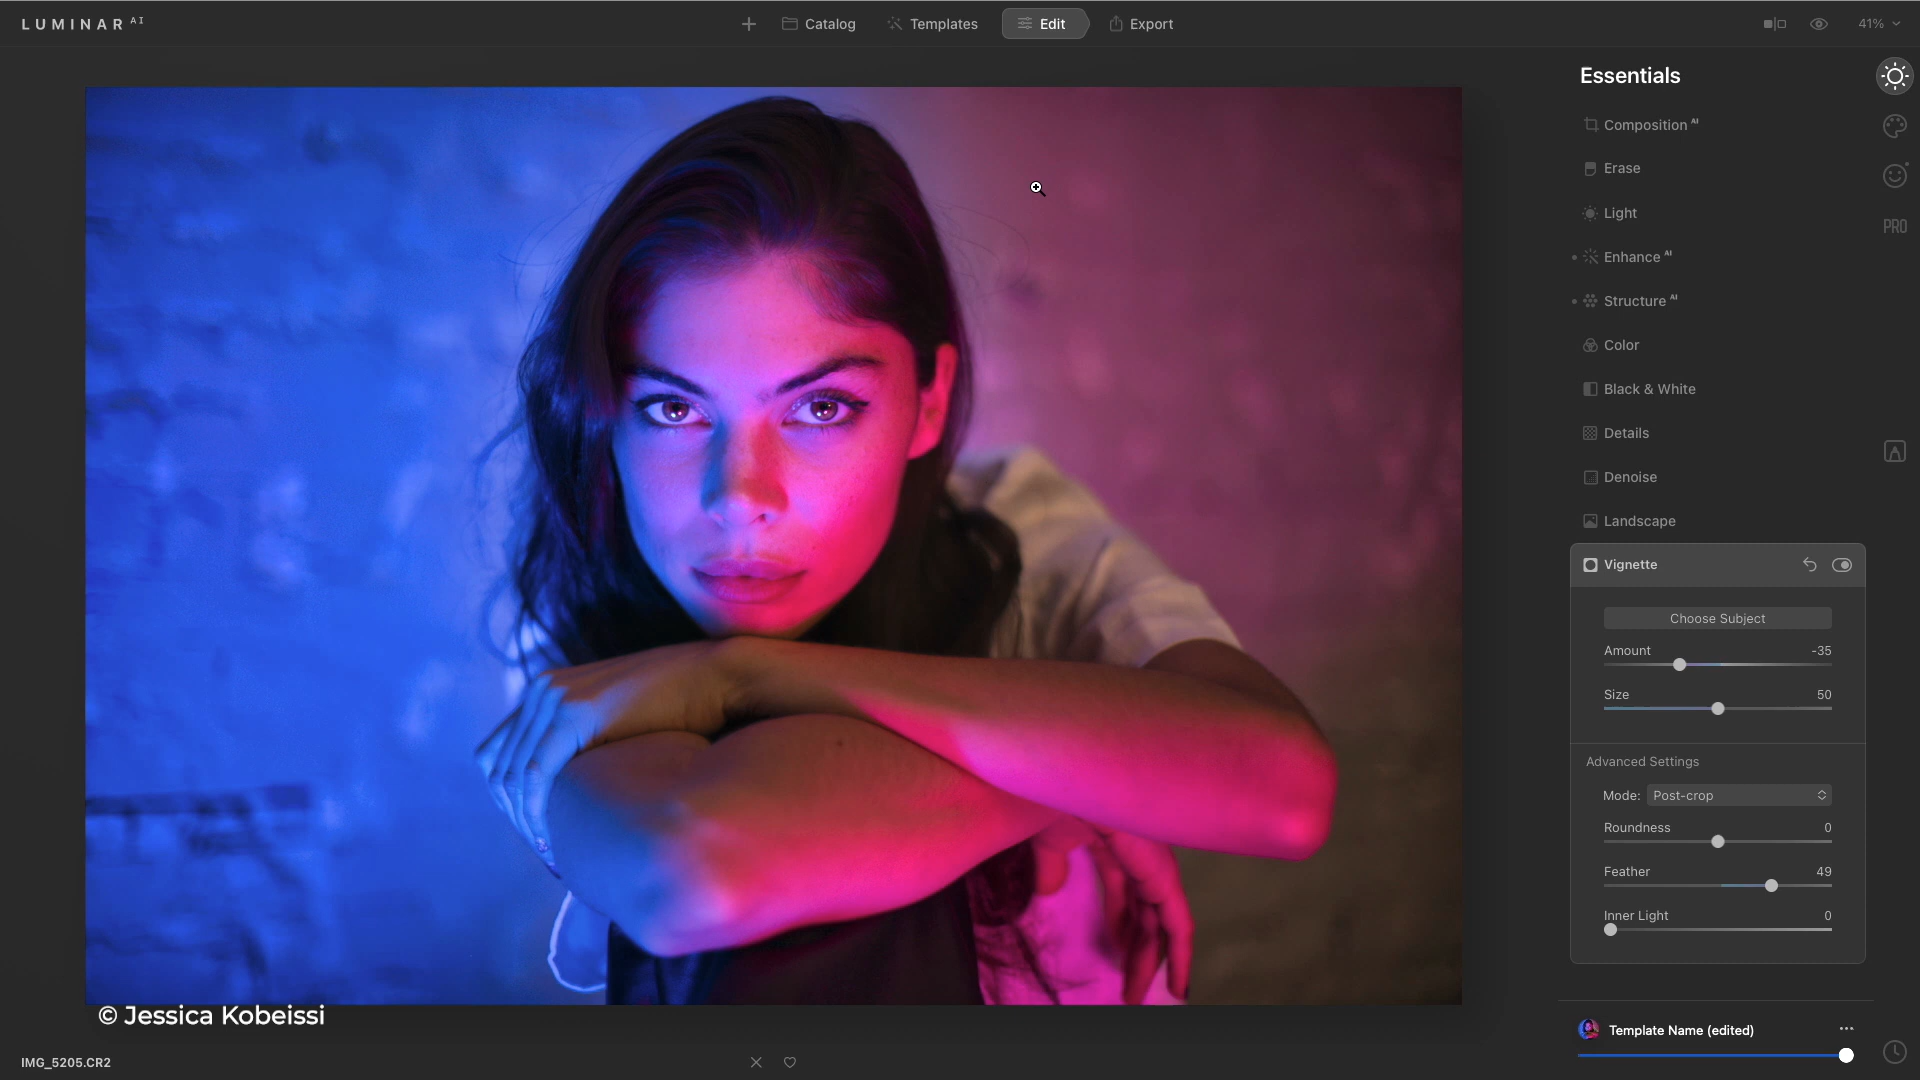 LUMINAR AI
Catalog
Templates
Edit
Export
41%
Essentials
Composition AI
Erase
Light
Enhance AI
Structure AI
Color
Black & White
Details
Denoise
Landscape
Vignette
Choose Subject
Amount -35
Size 50
Advanced Settings
Mode: Post-crop
Roundness 0
Feather 49
Inner Light 0
PRO
© Jessica Kobeissi
Template Name (edited)
IMG_5205.CR2